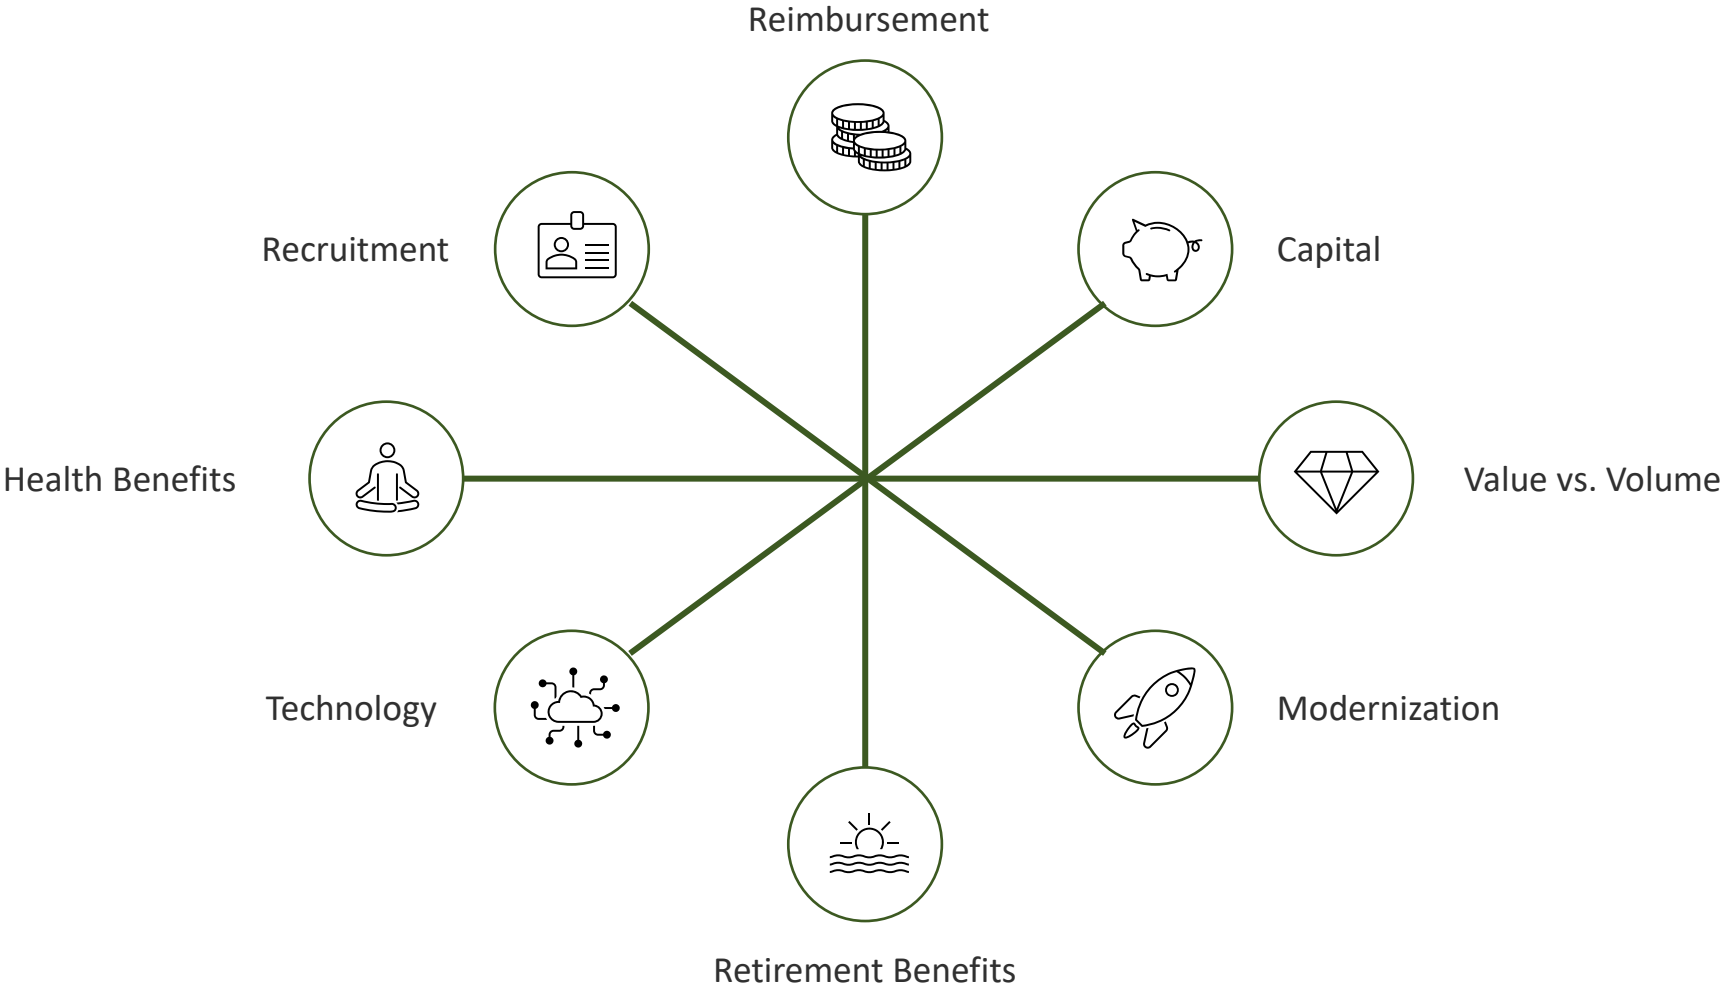 Reimbursement
Recruitment
Capital
Health Benefits
Value vs. Volume
Technology
Modernization
Retirement Benefits